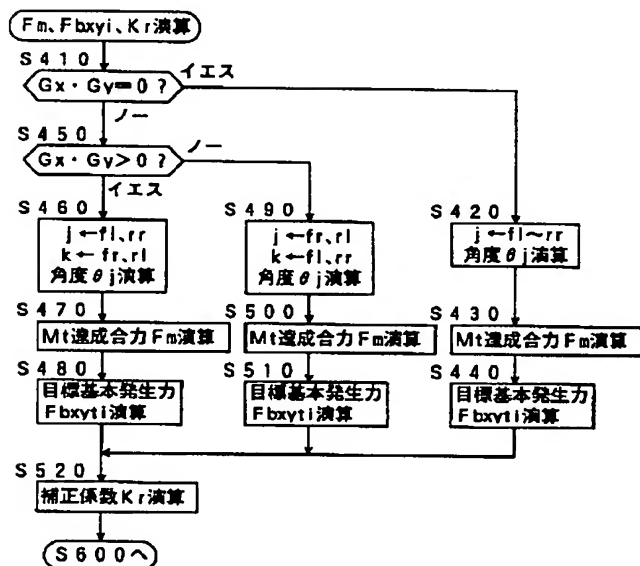 Fm、Fbxyi、Kr演算
S410
Gx・Gy=0?
イエス
ノー
S450
Gx・Gy>0?
ノー
イエス
S460
j←fl、rr
k←fr、rl
角度θj演算
S470
Mt達成合力Fm演算
S480
目標基本発生力
Fbxyti演算
S490
j←fr、rl
k←fl、rr
角度θj演算
S500
Mt達成合力Fm演算
S510
目標基本発生力
Fbxyti演算
S420
j←fl〜rr
角度θj演算
S430
Mt達成合力Fm演算
S440
目標基本発生力
Fbxyti演算
S520
補正係数Kr演算
S600へ